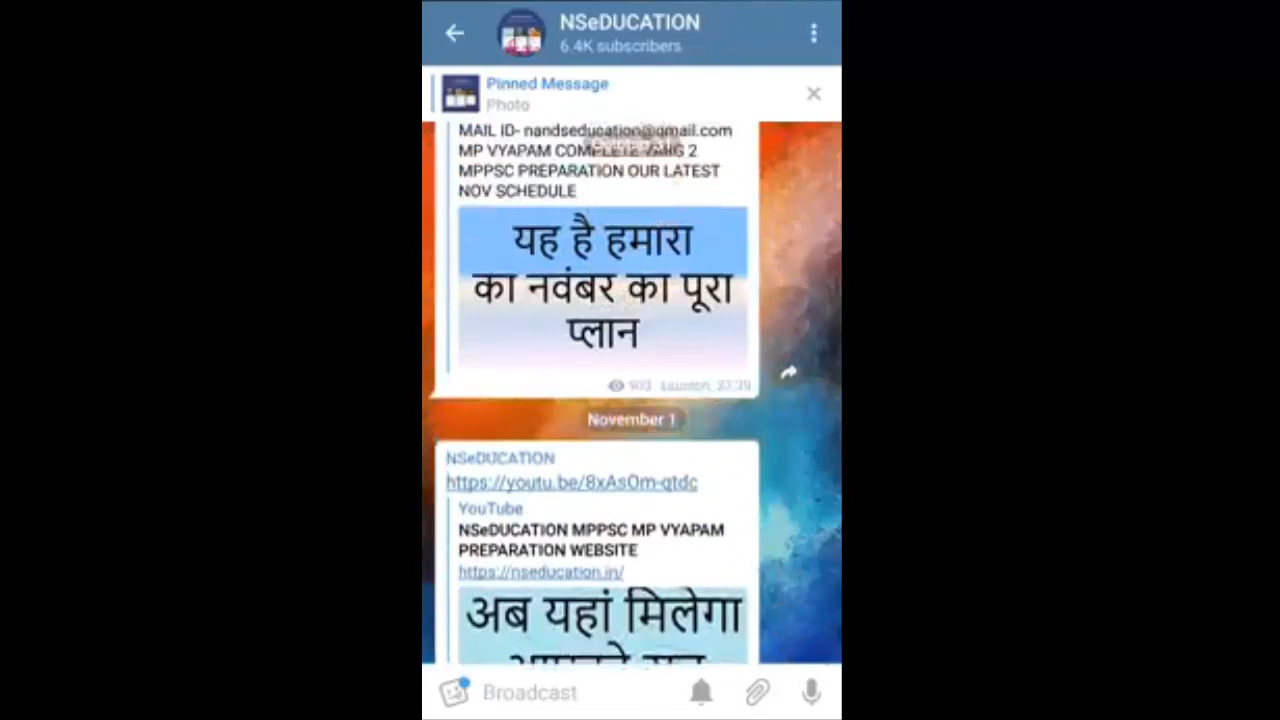 NSeDUCATION
6.4K subscribers
Pinned Message
Photo
MAIL ID- nandseducation@gmail.com
MP VYAPAM COMPLETE VARG 2
MPPSC PREPARATION OUR LATEST
NOV SCHEDULE
यह है हमारा
का नवंबर का पूरा
प्लान
November 1
NSeDUCATION
https://youtu.be/8xAsOm-qtdc
YouTube
NSeDUCATION MPPSC MP VYAPAM
PREPARATION WEBSITE
https://nseducation.in/
अब यहां मिलेगा
Broadcast